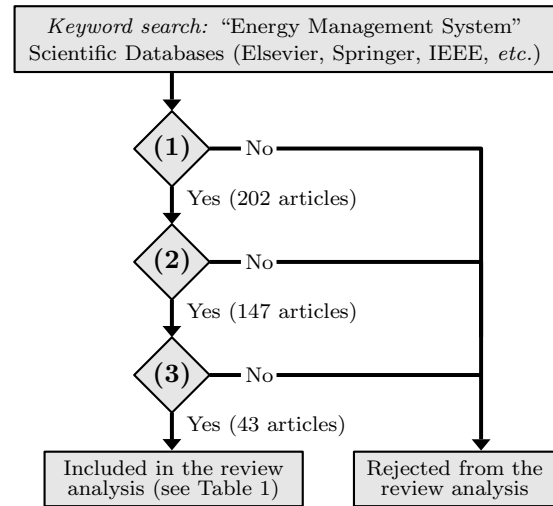 Keyword search: “Energy Management System”
Scientific Databases (Elsevier, Springer, IEEE, etc.)
(1)
No
Yes (202 articles)
(2)
No
Yes (147 articles)
(3)
No
Yes (43 articles)
Included in the review
analysis (see Table 1)
Rejected from the
review analysis